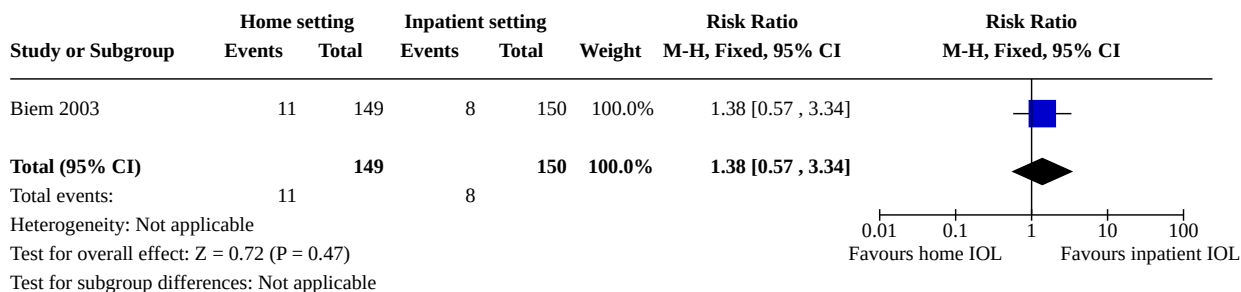 Home setting Inpatient setting Risk Ratio Risk Ratio
Study or Subgroup Events Total Events Total Weight M-H, Fixed, 95% CI M-H, Fixed, 95% CI
Biem 2003 11 149 8 150 100.0% 1.38 [0.57 , 3.34]
Total (95% CI) 149 150 100.0% 1.38 [0.57 , 3.34]
Total events: 11 8
Heterogeneity: Not applicable 0.01 0.1 1 10 100
Test for overall effect: Z = 0.72 (P = 0.47) Favours home IOL Favours inpatient IOL
Test for subgroup differences: Not applicable